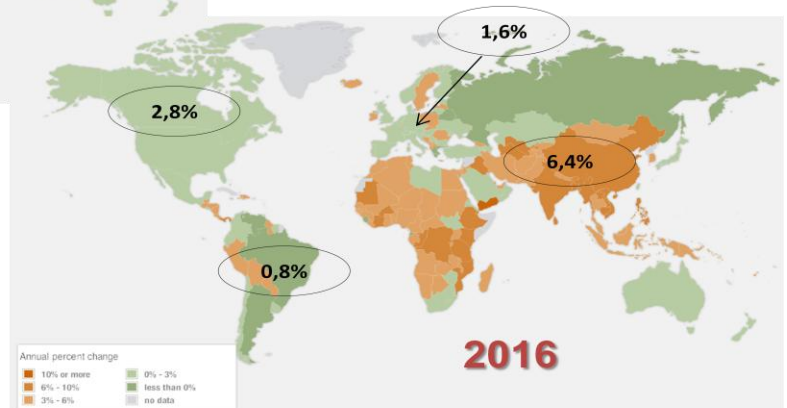 1,6%
2,8%
6,4%
0,8%
2016
Annual percent change
10% or more
6% - 10%
3% - 6%
0% - 3%
less than 0%
no data